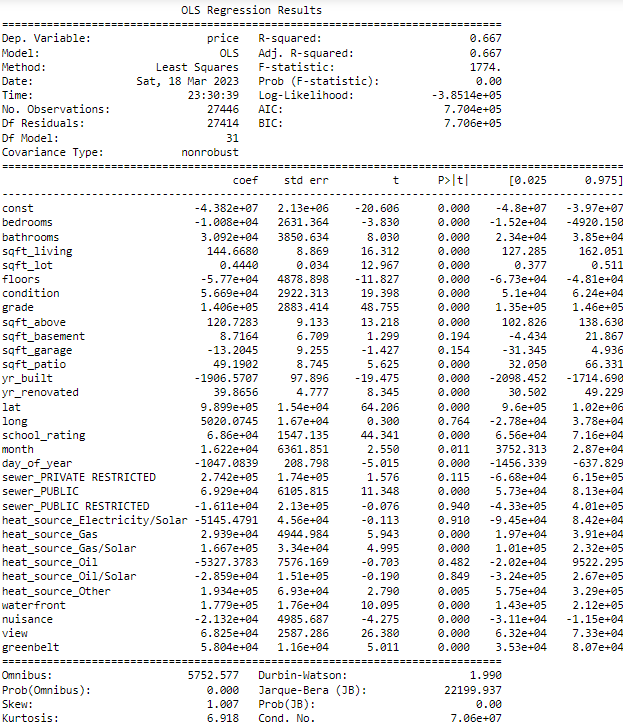 OLS Regression Results
==============================================================================
Dep. Variable: price R-squared: 0.667
Model: OLS Adj. R-squared: 0.667
Method: Least Squares F-statistic: 1774.
Date: Sat, 18 Mar 2023 Prob (F-statistic): 0.00
Time: 23:30:39 Log-Likelihood: -3.8514e+05
No. Observations: 27446 AIC: 7.704e+05
Df Residuals: 27414 BIC: 7.706e+05
Df Model: 31
Covariance Type: nonrobust
==============================================================================
coef std err t P>|t| [0.025 0.975]
------------------------------------------------------------------------------
const -4.382e+07 2.13e+06 -20.606 0.000 -4.8e+07 -3.97e+07
bedrooms -1.008e+04 2631.364 -3.830 0.000 -1.52e+04 -4920.150
bathrooms 3.092e+04 3850.634 8.030 0.000 2.34e+04 3.85e+04
sqft_living 144.6680 8.869 16.312 0.000 127.285 162.051
sqft_lot 0.4440 0.034 12.967 0.000 0.377 0.511
floors -5.77e+04 4878.898 -11.827 0.000 -6.73e+04 -4.81e+04
condition 5.669e+04 2922.313 19.398 0.000 5.1e+04 6.24e+04
grade 1.406e+05 2883.414 48.755 0.000 1.35e+05 1.46e+05
sqft_above 120.7283 9.133 13.218 0.000 102.826 138.630
sqft_basement 8.7164 6.709 1.299 0.194 -4.434 21.867
sqft_garage -13.2045 9.255 -1.427 0.154 -31.345 4.936
sqft_patio 49.1902 8.745 5.625 0.000 32.050 66.331
yr_built -1906.5707 97.896 -19.475 0.000 -2098.452 -1714.690
yr_renovated 39.8656 4.777 8.345 0.000 30.502 49.229
lat 9.899e+05 1.54e+04 64.206 0.000 9.6e+05 1.02e+06
long 5020.0745 1.67e+04 0.300 0.764 -2.78e+04 3.78e+04
school_rating 6.86e+04 1547.135 44.341 0.000 6.56e+04 7.16e+04
month 1.622e+04 6361.851 2.550 0.011 3752.313 2.87e+04
day_of_year -1047.0839 208.798 -5.015 0.000 -1456.339 -637.829
sewer_PRIVATE RESTRICTED 2.742e+05 1.74e+05 1.576 0.115 -6.68e+04 6.15e+05
sewer_PUBLIC 6.929e+04 6105.815 11.348 0.000 5.73e+04 8.13e+04
sewer_PUBLIC RESTRICTED -1.611e+04 2.13e+05 -0.076 0.940 -4.33e+05 4.01e+05
heat_source_Electricity/Solar -5145.4791 4.56e+04 -0.113 0.910 -9.45e+04 8.42e+04
heat_source_Gas 2.939e+04 4944.984 5.943 0.000 1.97e+04 3.91e+04
heat_source_Gas/Solar 1.667e+05 3.34e+04 4.995 0.000 1.01e+05 2.32e+05
heat_source_Oil -5327.3783 7576.169 -0.703 0.482 -2.02e+04 9522.295
heat_source_Oil/Solar -2.859e+04 1.51e+05 -0.190 0.849 -3.24e+05 2.67e+05
heat_source_Other 1.934e+05 6.93e+04 2.790 0.005 5.75e+04 3.29e+05
waterfront 1.779e+05 1.76e+04 10.095 0.000 1.43e+05 2.12e+05
nuisance -2.132e+04 4985.687 -4.275 0.000 -3.11e+04 -1.15e+04
view 6.825e+04 2587.286 26.380 0.000 6.32e+04 7.33e+04
greenbelt 5.804e+04 1.16e+04 5.011 0.000 3.53e+04 8.07e+04
==============================================================================
Omnibus: 5752.577 Durbin-Watson: 1.990
Prob(Omnibus): 0.000 Jarque-Bera (JB): 22199.937
Skew: 1.007 Prob(JB): 0.00
Kurtosis: 6.918 Cond. No. 7.06e+07